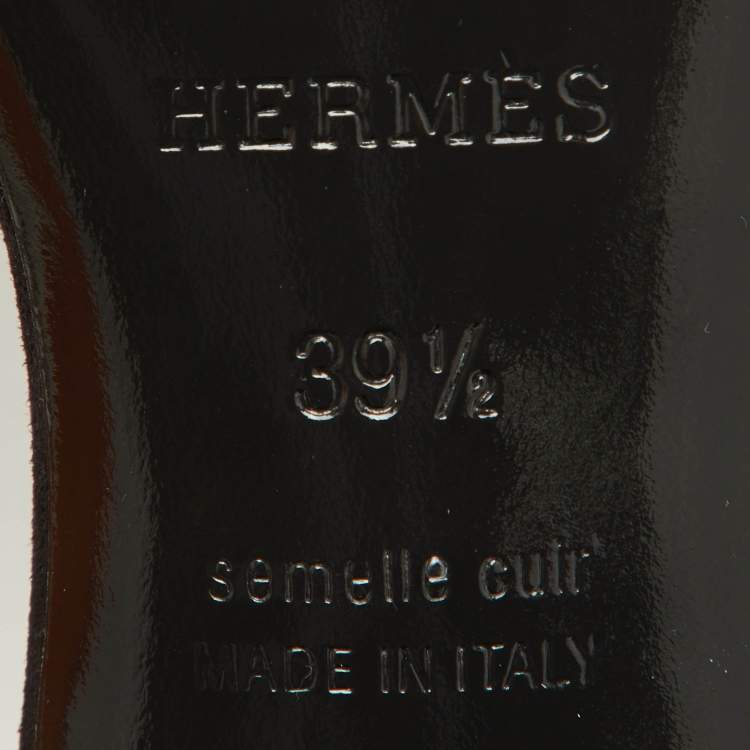 HERMÈS
39½
semelle cuir
MADE IN ITALY